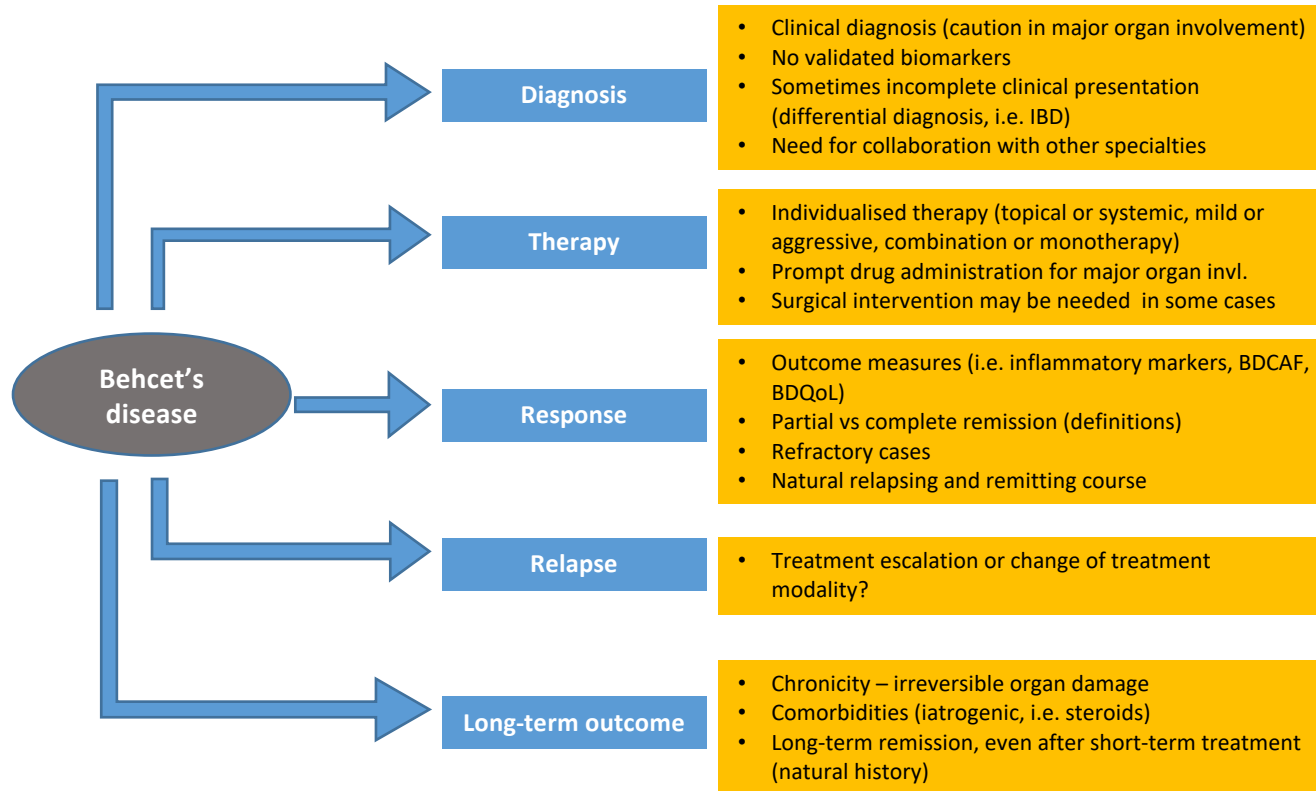 Behcet's
disease
Diagnosis
• Clinical diagnosis (caution in major organ involvement)
• No validated biomarkers
• Sometimes incomplete clinical presentation
(differential diagnosis, i.e. IBD)
• Need for collaboration with other specialties
Therapy
• Individualised therapy (topical or systemic, mild or
aggressive, combination or monotherapy)
• Prompt drug administration for major organ invl.
• Surgical intervention may be needed in some cases
Response
• Outcome measures (i.e. inflammatory markers, BDCAF,
BDQoL)
• Partial vs complete remission (definitions)
• Refractory cases
• Natural relapsing and remitting course
Relapse
• Treatment escalation or change of treatment
modality?
Long-term outcome
• Chronicity – irreversible organ damage
• Comorbidities (iatrogenic, i.e. steroids)
• Long-term remission, even after short-term treatment
(natural history)